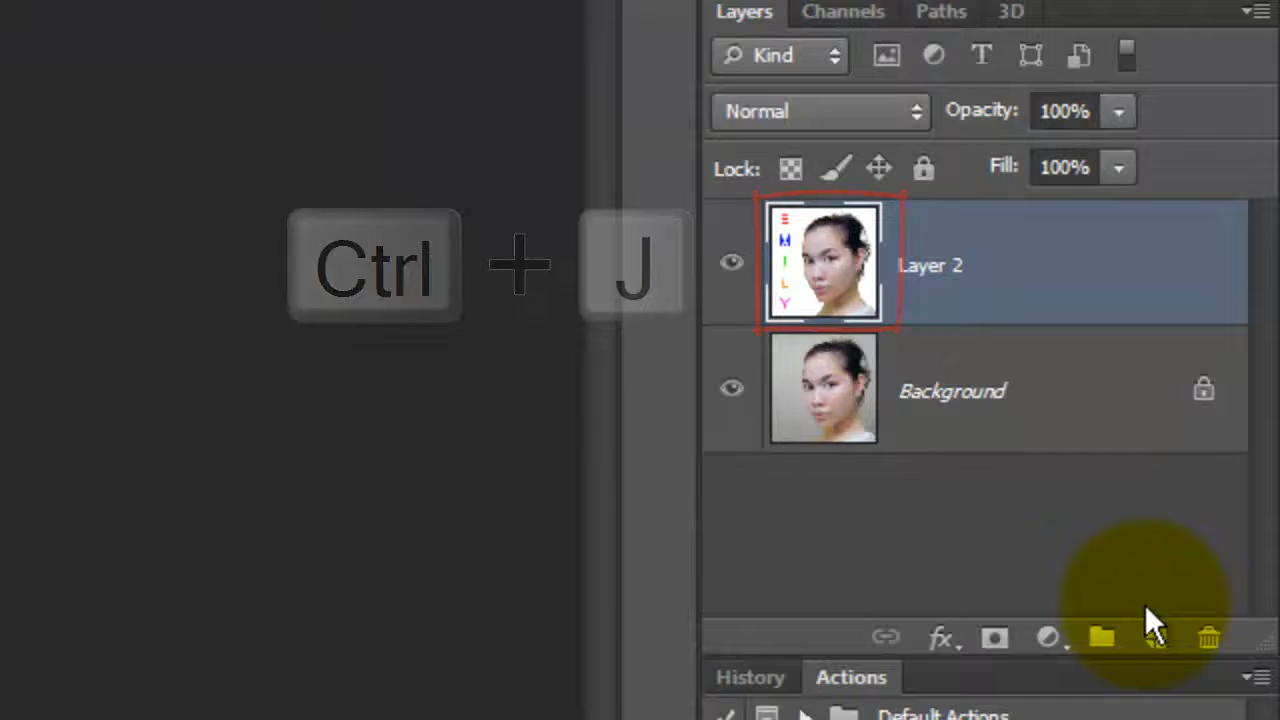 Layers Channels Paths 3D
Kind T
Normal Opacity: 100%
Lock: Fill: 100%
Ctrl + J
E
M
I
L
Y
Layer 2
Background
fx
History Actions
Default Actions